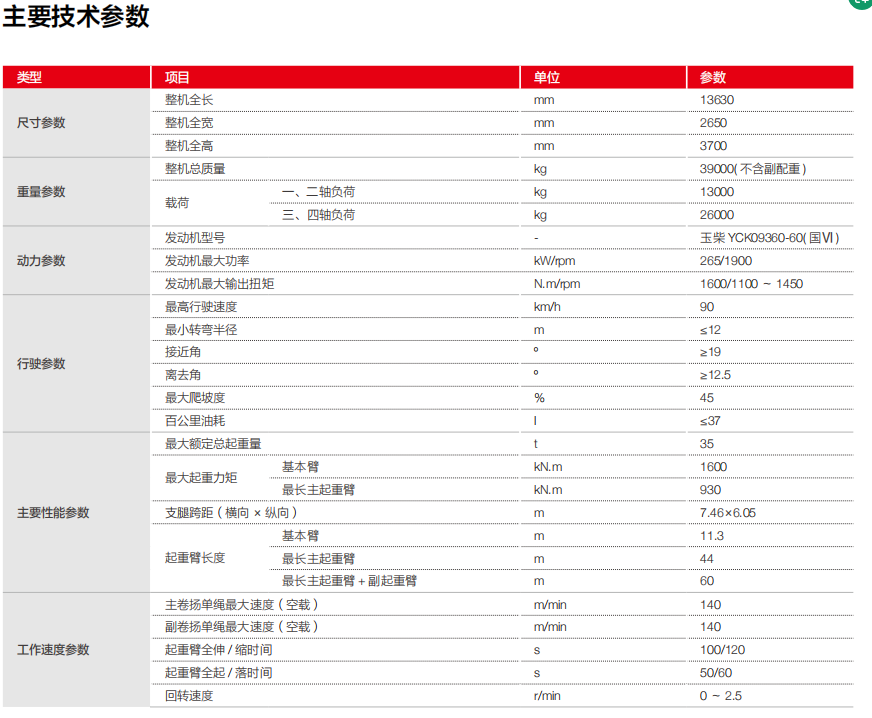 主要技术参数
类型 项目 单位 参数
尺寸参数 整机全长 mm 13630
整机全宽 mm 2650
整机全高 mm 3700
重量参数 整机总质量 kg 39000(不含副配重)
载荷 一、二轴负荷 kg 13000
三、四轴负荷 kg 26000
动力参数 发动机型号 - 玉柴 YCK09360-60(国Ⅵ)
发动机最大功率 kW/rpm 265/1900
发动机最大输出扭矩 N.m/rpm 1600/1100 ~ 1450
行驶参数 最高行驶速度 km/h 90
最小转弯半径 m ≤12
接近角 ° ≥19
离去角 ° ≥12.5
最大爬坡度 % 45
百公里油耗 l ≤37
主要性能参数 最大额定总起重量 t 35
最大起重力矩 基本臂 kN.m 1600
最长主起重臂 kN.m 930
支腿跨距(横向 × 纵向) m 7.46×6.05
起重臂长度 基本臂 m 11.3
最长主起重臂 m 44
最长主起重臂 + 副起重臂 m 60
工作速度参数 主卷扬单绳最大速度(空载) m/min 140
副卷扬单绳最大速度(空载) m/min 140
起重臂全伸 / 缩时间 s 100/120
起重臂全起 / 落时间 s 50/60
回转速度 r/min 0 ~ 2.5